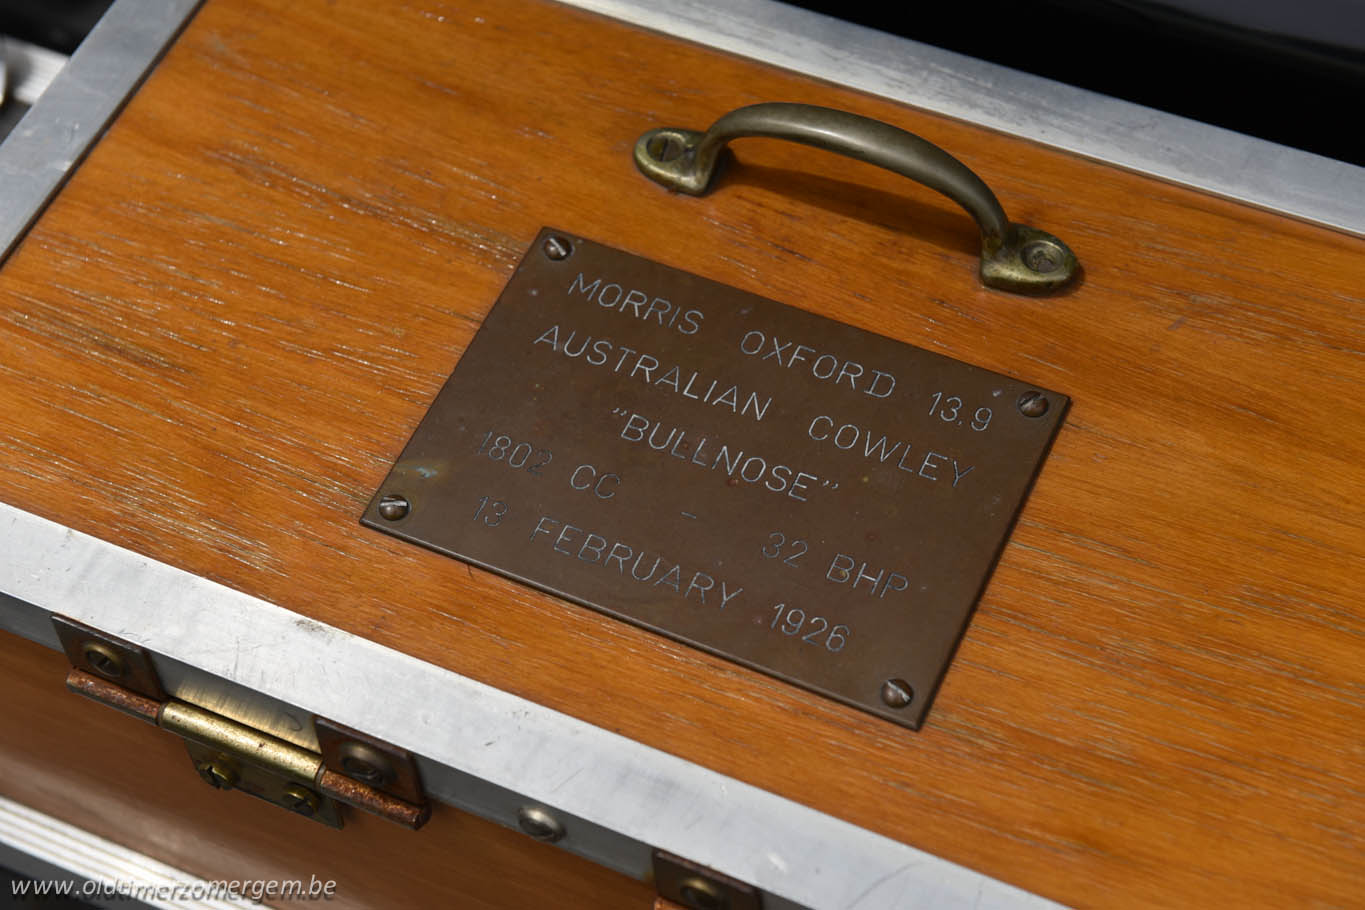 MORRIS OXFORD 13.9
AUSTRALIAN COWLEY
"BULLNOSE"
1802 CC - 32 BHP
13 FEBRUARY 1926
www.oldtimerzomergem.be